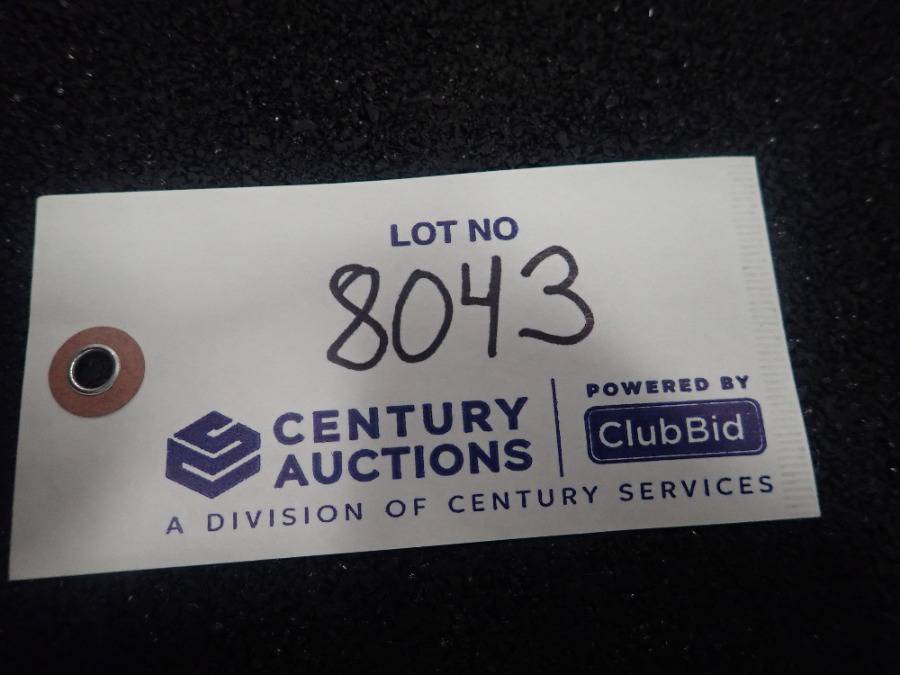 LOT NO
8043
CENTURY
AUCTIONS
POWERED BY
ClubBid
A DIVISION OF CENTURY SERVICES